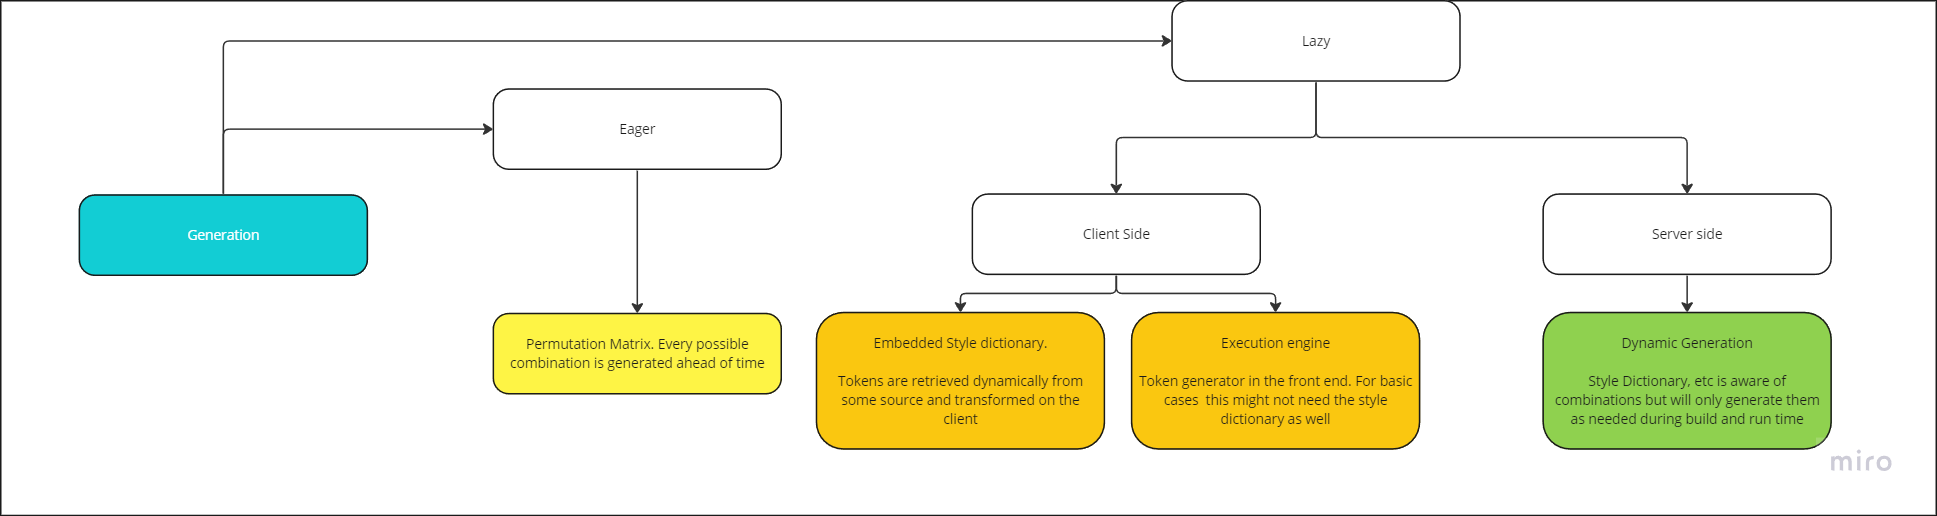 Lazy
Eager
Generation
Client Side
Server side
Permutation Matrix. Every possible
combination is generated ahead of time
Embedded Style dictionary.
Tokens are retrieved dynamically from
some source and transformed on the
client
Execution engine
Token generator in the front end. For basic
cases  this might not need the style
dictionary as well
Dynamic Generation
Style Dictionary, etc is aware of
combinations but will only generate them
as needed during build and run time
miro